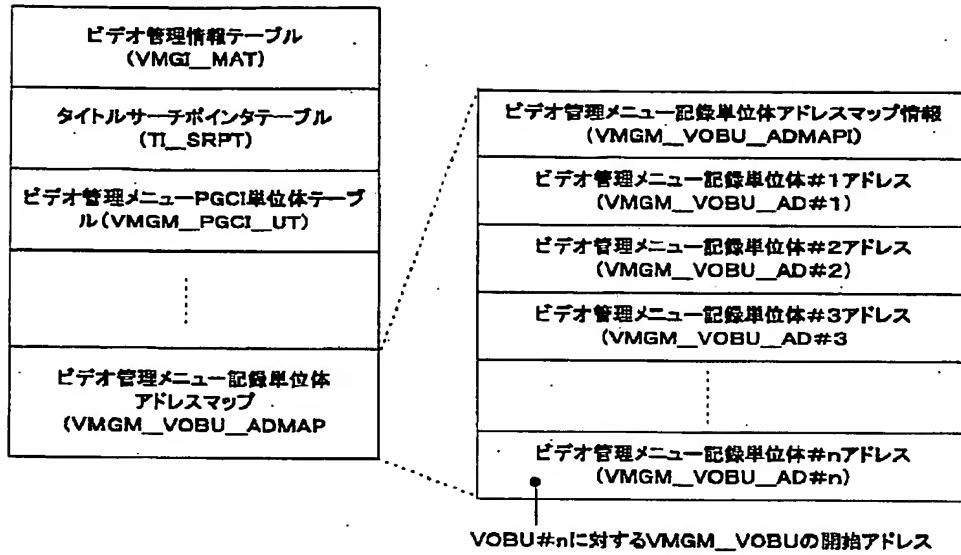 ビデオ管理情報テーブル
(VMGI__MAT)
タイトルサーチポインタテーブル
(TI__SRPT)
ビデオ管理メニューPGCI単位体テーブ
ル(VMGM__PGCI__UT)
ビデオ管理メニュー記録単位体
アドレスマップ
(VMGM__VOBU__ADMAP
ビデオ管理メニュー記録単位体アドレスマップ情報
(VMGM__VOBU__ADMAPI)
ビデオ管理メニュー記録単位体#1アドレス
(VMGM__VOBU__AD#1)
ビデオ管理メニュー記録単位体#2アドレス
(VMGM__VOBU__AD#2)
ビデオ管理メニュー記録単位体#3アドレス
(VMGM__VOBU__AD#3
ビデオ管理メニュー記録単位体#nアドレス
(VMGM__VOBU__AD#n)
VOBU#nに対するVMGM__VOBUの開始アドレス